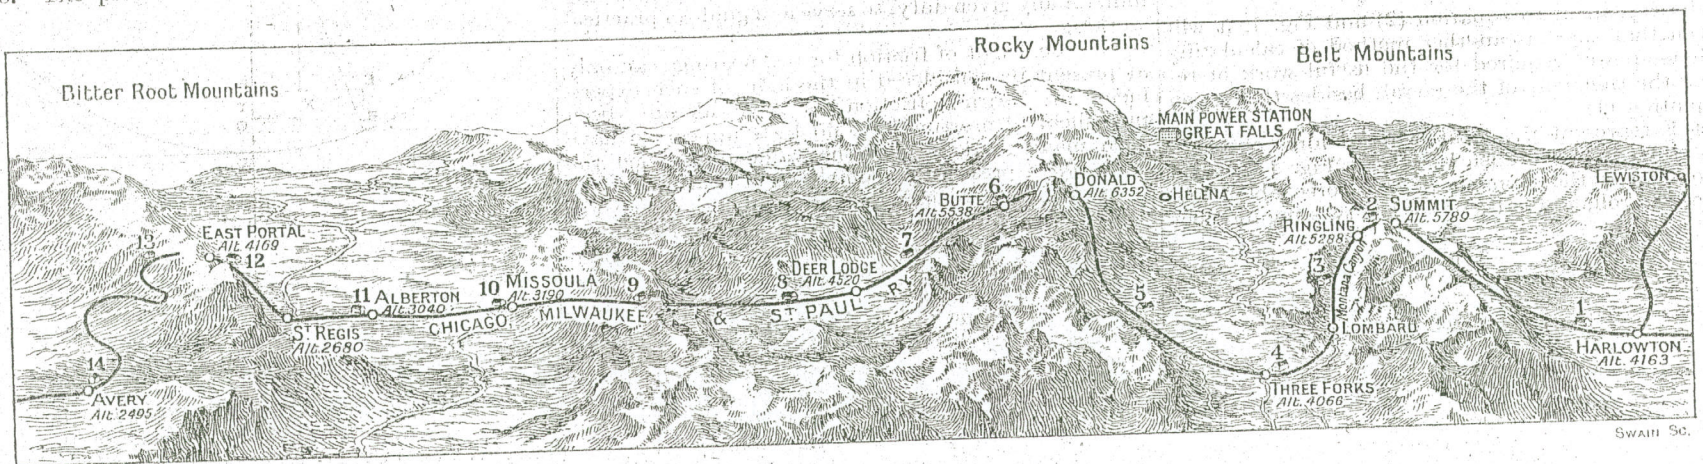 Bitter Root Mountains
Rocky Mountains
Belt Mountains
MAIN POWER STATION
GREAT FALLS
LEWISTON
HELENA
DONALD
Alt. 6352
6
BUTTE
Alt. 5538
2
SUMMIT
Alt. 5789
RINGLING
Alt. 5288
13
EAST PORTAL
Alt. 4169
12
7
DEER LODGE
Alt. 4520
8
9
10
MISSOULA
Alt. 3190
11
ALBERTON
Alt. 3040
ST. REGIS
Alt. 2680
CHICAGO
MILWAUKEE
&
ST. PAUL
RY.
5
3
Montana Canyon
1
LOMBARD
HARLOWTON
Alt. 4163
4
THREE FORKS
Alt. 4066
14
AVERY
Alt. 2495
SWAIN SC.